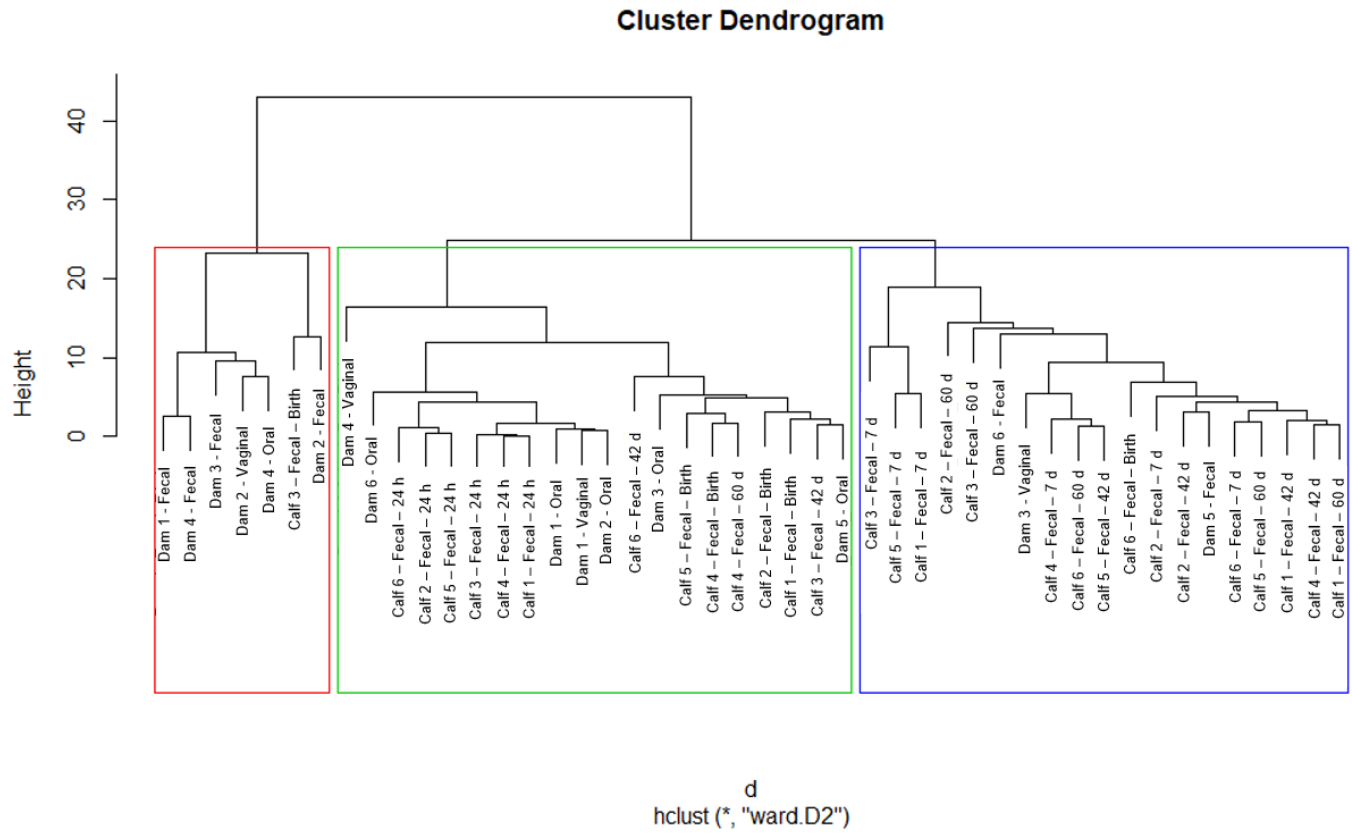 Cluster Dendrogram
Height
40
30
20
10
0
Dam 1 - Fecal
Dam 4 - Fecal
Dam 3 - Fecal
Dam 2 - Vaginal
Dam 4 - Oral
Calf 3 – Fecal – Birth
Dam 2 - Fecal
Dam 4 - Vaginal
Dam 6 - Oral
Calf 6 – Fecal – 24 h
Calf 2 – Fecal – 24 h
Calf 5 – Fecal – 24 h
Calf 3 – Fecal – 24 h
Calf 4 – Fecal – 24 h
Calf 1 – Fecal – 24 h
Dam 1 - Oral
Dam 1 - Vaginal
Dam 2 - Oral
Calf 6 – Fecal – 42 d
Dam 3 - Oral
Calf 5 – Fecal – Birth
Calf 4 – Fecal – Birth
Calf 4 – Fecal – 60 d
Calf 2 – Fecal – Birth
Calf 1 – Fecal – Birth
Calf 3 – Fecal – 42 d
Dam 5 - Oral
Calf 3 – Fecal – 7 d
Calf 5 – Fecal – 7 d
Calf 1 – Fecal – 7 d
Calf 2 – Fecal – 60 d
Calf 3 – Fecal – 60 d
Dam 6 - Fecal
Dam 3 - Vaginal
Calf 4 – Fecal – 7 d
Calf 6 – Fecal – 60 d
Calf 5 – Fecal – 42 d
Calf 6 – Fecal – Birth
Calf 2 – Fecal – 7 d
Calf 2 – Fecal – 42 d
Dam 5 - Fecal
Calf 6 – Fecal – 7 d
Calf 5 – Fecal – 60 d
Calf 1 – Fecal – 42 d
Calf 4 – Fecal – 42 d
Calf 1 – Fecal – 60 d
d
hclust (*, "ward.D2")